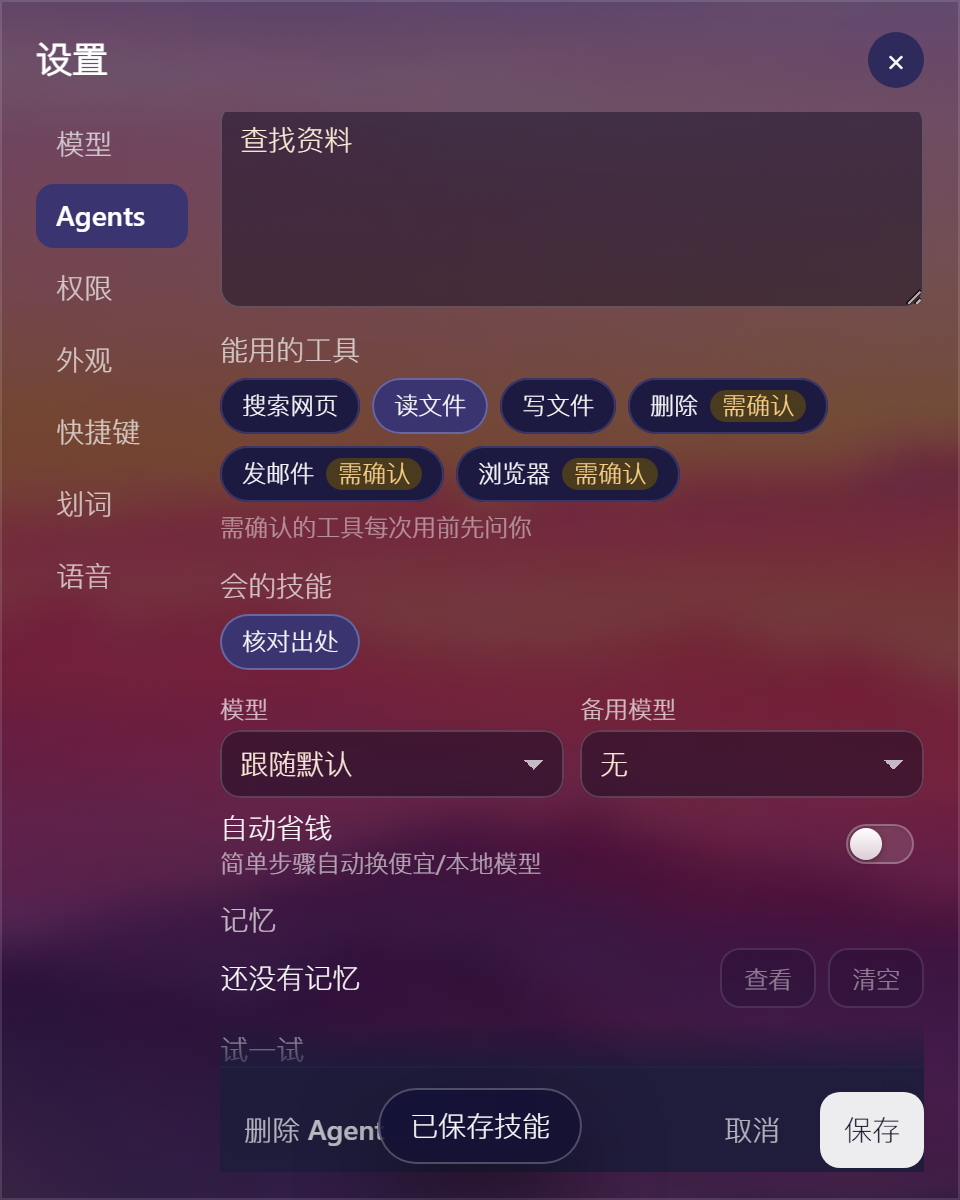 设置
×
模型
Agents
权限
外观
快捷键
划词
语音
查找资料
能用的工具
搜索网页 读文件 写文件 删除 需确认
发邮件 需确认 浏览器 需确认
需确认的工具每次用前先问你
会的技能
核对出处
模型 备用模型
跟随默认 无
自动省钱
简单步骤自动换便宜/本地模型
记忆
还没有记忆 查看 清空
试一试
删除 Agent 已保存技能 取消 保存